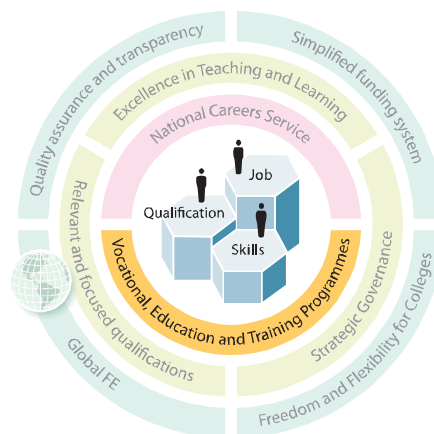 Quality assurance and transparency
Simplified funding system
Excellence in Teaching and Learning
National Careers Service
Job
Qualification
Skills
Vocational, Education and Training Programmes
Relevant and focused qualifications
Strategic Governance
Global FE
Freedom and Flexibility for Colleges